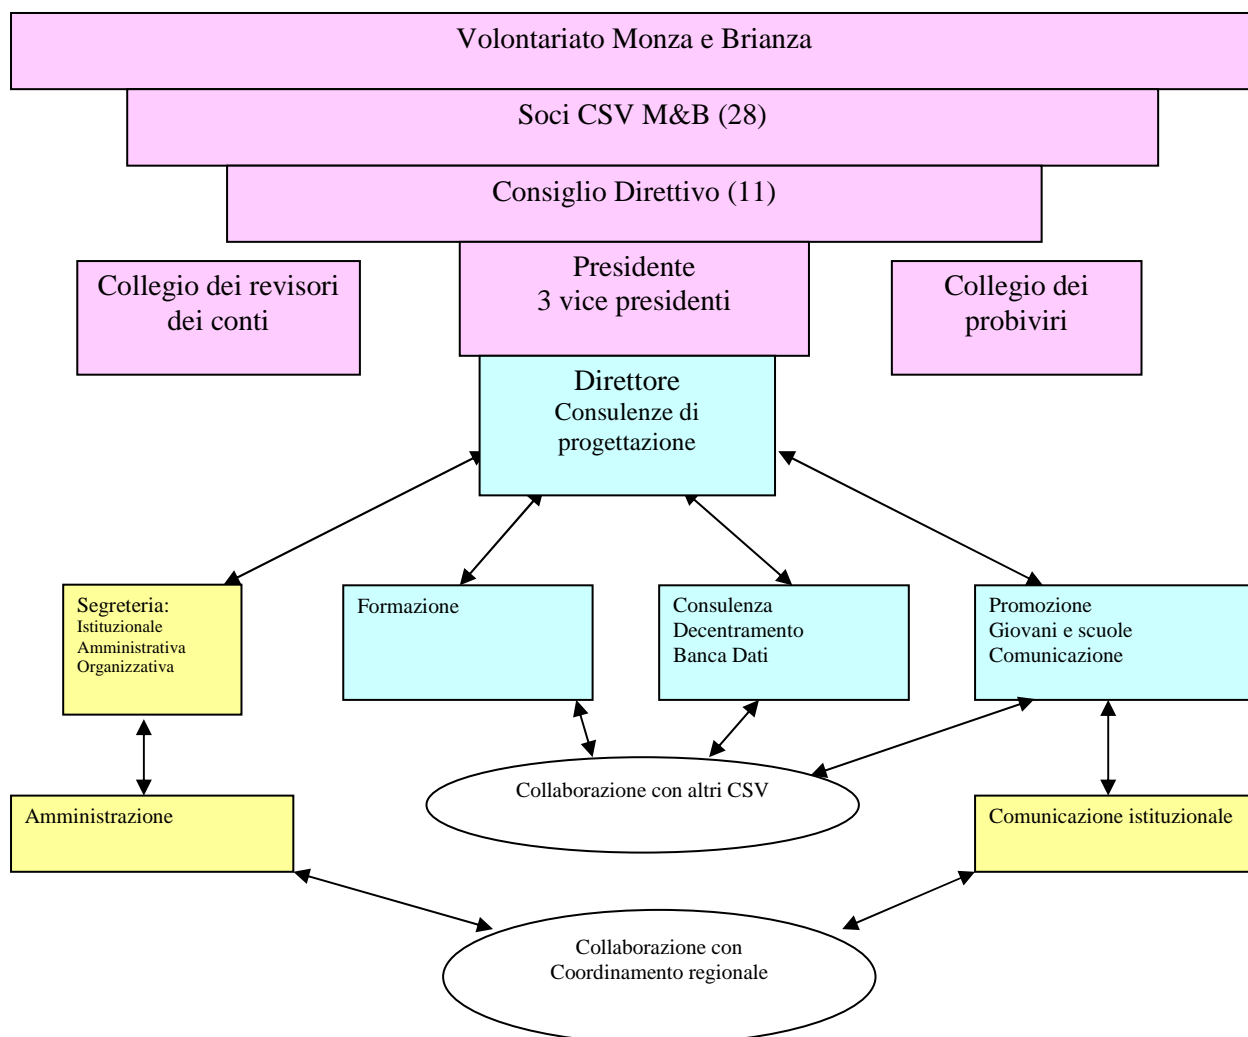 Volontariato Monza e Brianza
Soci CSV M&B (28)
Consiglio Direttivo (11)
Collegio dei revisori
dei conti
Presidente
3 vice presidenti
Collegio dei
probiviri
Direttore
Consulenze di
progettazione
Segreteria:
Istituzionale
Amministrativa
Organizzativa
Formazione
Consulenza
Decentramento
Banca Dati
Promozione
Giovani e scuole
Comunicazione
Collaborazione con altri CSV
Amministrazione
Comunicazione istituzionale
Collaborazione con
Coordinamento regionale